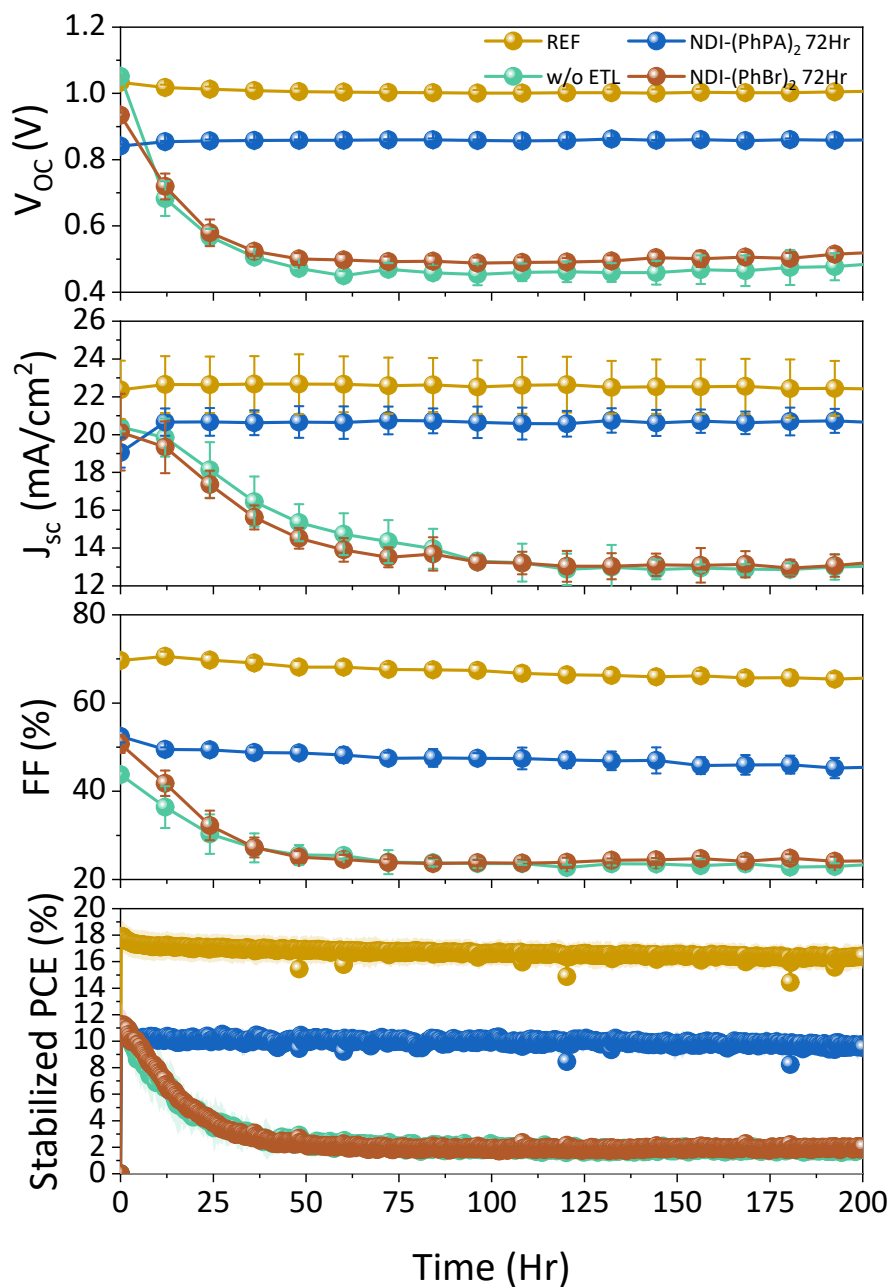 REF
NDI-(PhPA)₂ 72Hr
w/o ETL
NDI-(PhBr)₂ 72Hr
V_OC (V)
1.2
1.0
0.8
0.6
0.4
J_sc (mA/cm²)
26
24
22
20
18
16
14
12
FF (%)
80
60
40
20
Stabilized PCE (%)
20
18
16
14
12
10
8
6
4
2
0
0 25 50 75 100 125 150 175 200
Time (Hr)